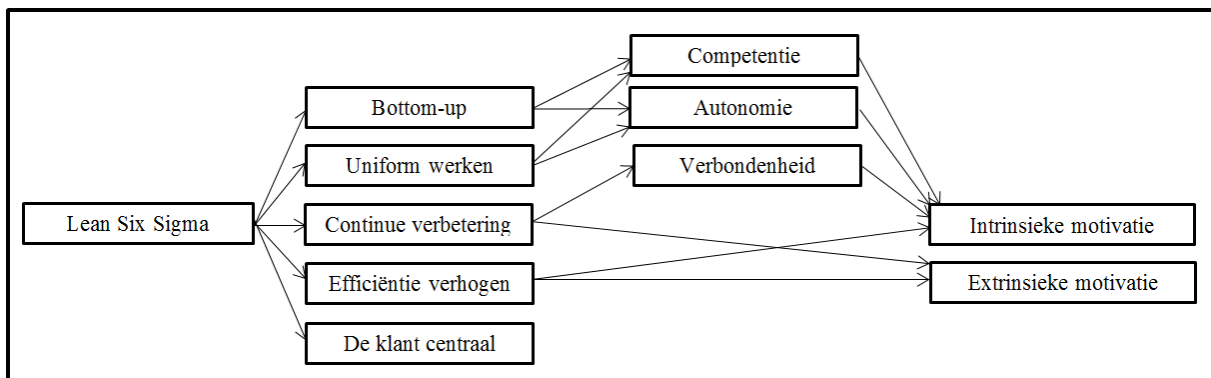 Competentie
Bottom-up
Autonomie
Uniform werken
Verbondenheid
Lean Six Sigma
Continue verbetering
Intrinsieke motivatie
Efficiëntie verhogen
Extrinsieke motivatie
De klant centraal